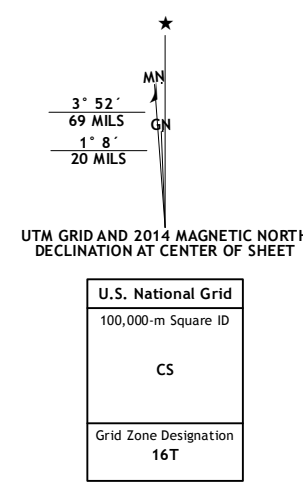 ★
MN
3° 52´
69 MILS
GN
1° 8´
20 MILS
UTM GRID AND 2014 MAGNETIC NORTH
DECLINATION AT CENTER OF SHEET
U.S. National Grid
100,000-m Square ID
CS
Grid Zone Designation
16T